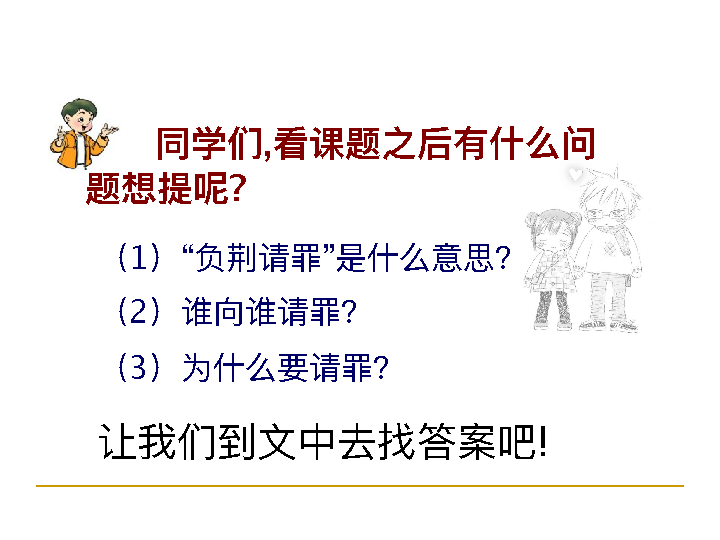 同学们,看课题之后有什么问
题想提呢?
（1）“负荆请罪”是什么意思?
（2）谁向谁请罪?
（3）为什么要请罪?
让我们到文中去找答案吧!